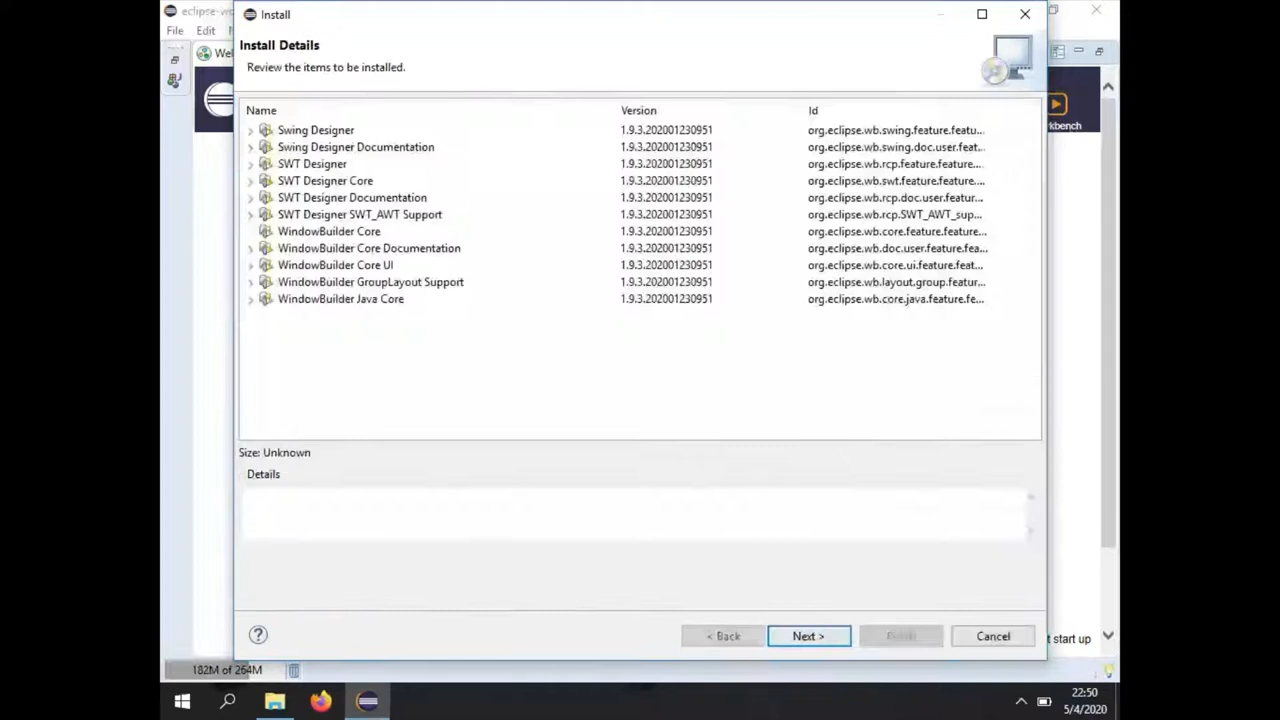 eclipse-wo
Install
File Edit
Install Details
Review the items to be installed.
Wel
Name Version Id
Swing Designer 1.9.3.202001230951 org.eclipse.wb.swing.feature.featu...
Swing Designer Documentation 1.9.3.202001230951 org.eclipse.wb.swing.doc.user.feat...
SWT Designer 1.9.3.202001230951 org.eclipse.wb.rcp.feature.feature....
SWT Designer Core 1.9.3.202001230951 org.eclipse.wb.swt.feature.feature....
SWT Designer Documentation 1.9.3.202001230951 org.eclipse.wb.rcp.doc.user.featur...
SWT Designer SWT_AWT Support 1.9.3.202001230951 org.eclipse.wb.rcp.SWT_AWT_sup...
WindowBuilder Core 1.9.3.202001230951 org.eclipse.wb.core.feature.feature...
WindowBuilder Core Documentation 1.9.3.202001230951 org.eclipse.wb.doc.user.feature.fea...
WindowBuilder Core UI 1.9.3.202001230951 org.eclipse.wb.core.ui.feature.feat...
WindowBuilder GroupLayout Support 1.9.3.202001230951 org.eclipse.wb.layout.group.featur...
WindowBuilder Java Core 1.9.3.202001230951 org.eclipse.wb.core.java.feature.fe...
kbench
Size: Unknown
Details
< Back Next > Finish Cancel
t start up
182M of 264M
22:50
5/4/2020